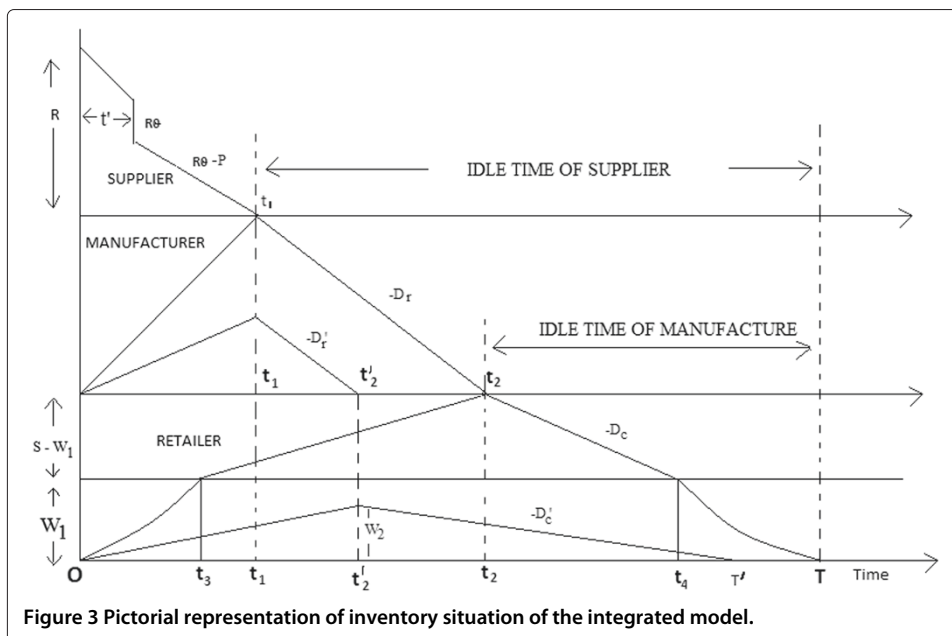 R
t'
Rθ
Rθ -P
SUPPLIER
IDLE TIME OF SUPPLIER
t₁
MANUFACTURER
-Dᵣ
IDLE TIME OF MANUFACTURE
-D'ᵣ
t₁
t'₂
t₂
S - W₁
RETAILER
-D꜀
W₁
W₂
-D'꜀
O
t₃
t₁
t'₂
t₂
t₄
T'
T
Time
Figure 3 Pictorial representation of inventory situation of the integrated model.